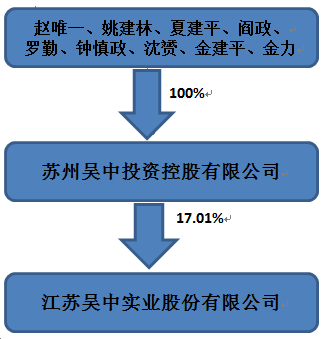 赵唯一、姚建林、夏建平、阎政、
罗勤、钟慎政、沈赟、金建平、金力
100%
苏州吴中投资控股有限公司
17.01%
江苏吴中实业股份有限公司